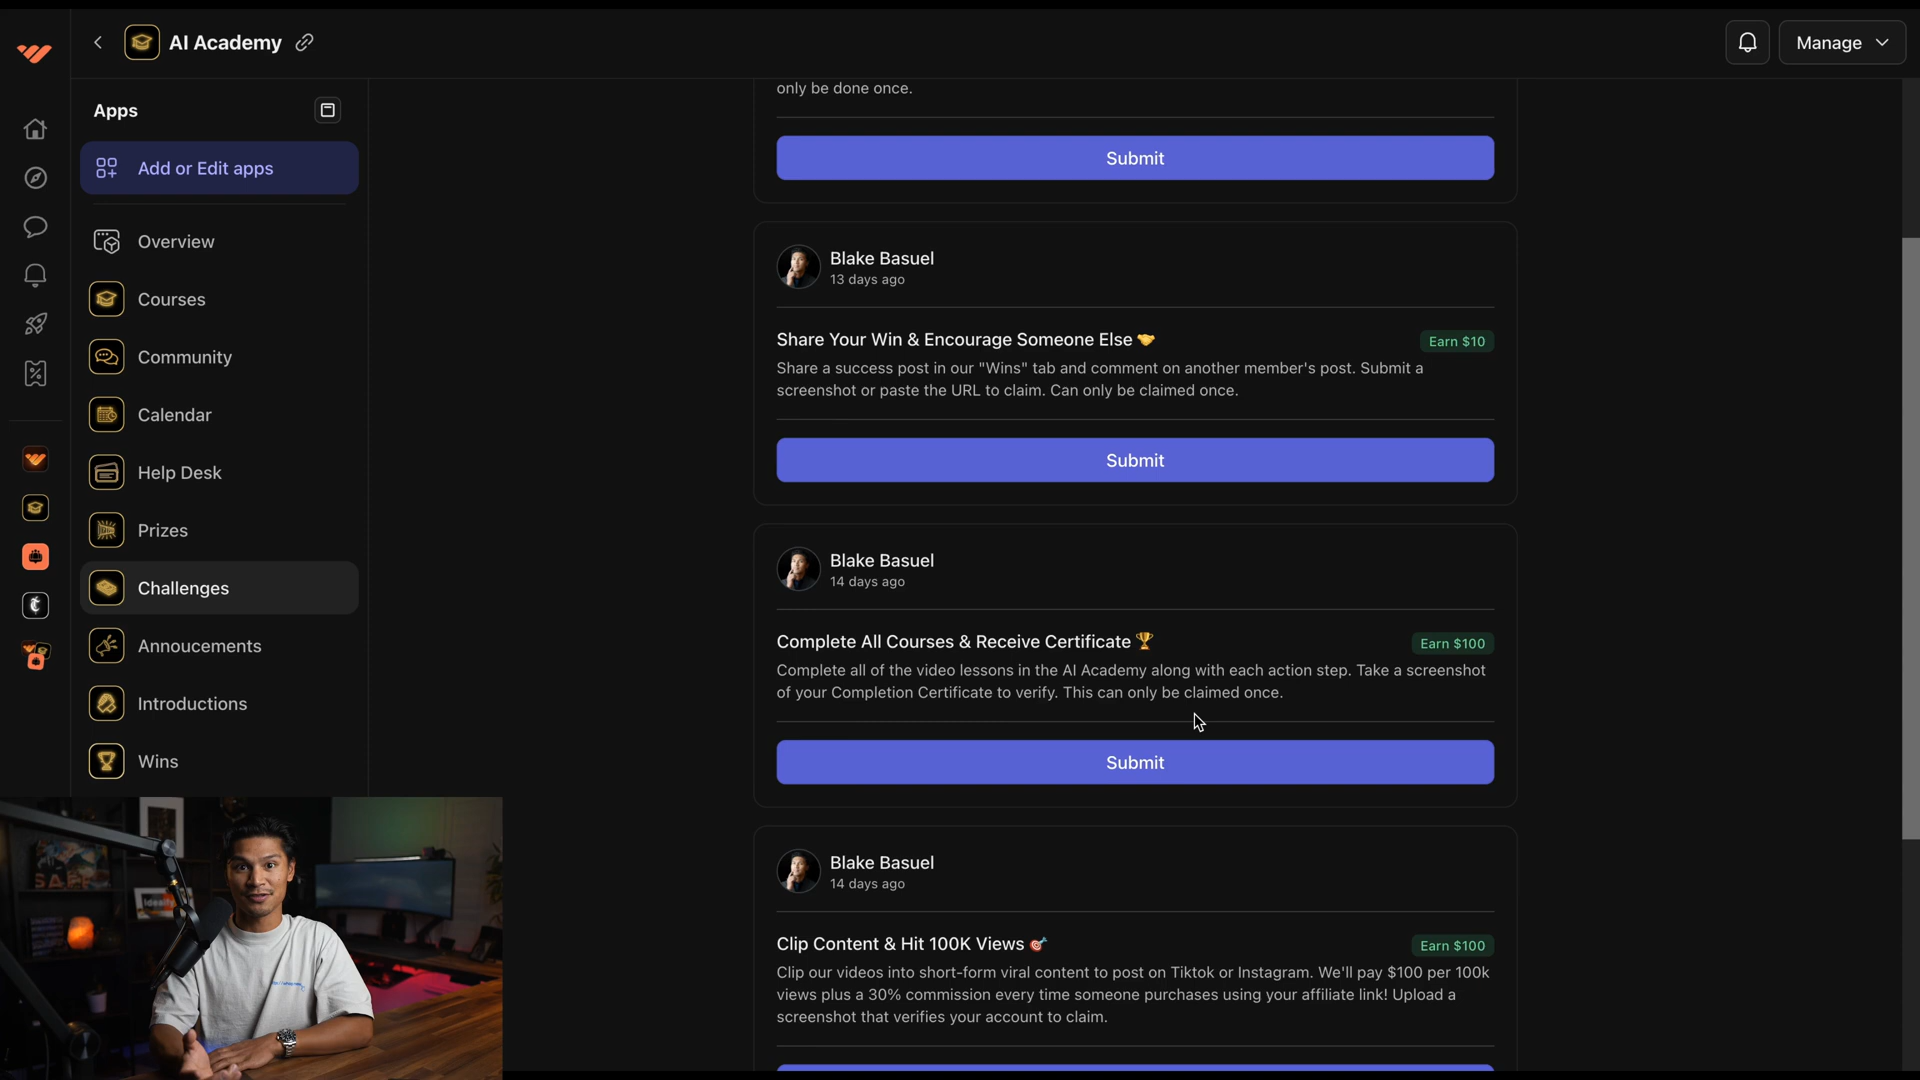 AI Academy
Manage
Apps
Add or Edit apps
Overview
Courses
Community
Calendar
Help Desk
Prizes
Challenges
Annoucements
Introductions
Wins
only be done once.
Submit
Blake Basuel
13 days ago
Share Your Win & Encourage Someone Else 🤝
Earn $10
Share a success post in our "Wins" tab and comment on another member's post. Submit a
screenshot or paste the URL to claim. Can only be claimed once.
Submit
Blake Basuel
14 days ago
Complete All Courses & Receive Certificate 🏆
Earn $100
Complete all of the video lessons in the AI Academy along with each action step. Take a screenshot
of your Completion Certificate to verify. This can only be claimed once.
Submit
Blake Basuel
14 days ago
Clip Content & Hit 100K Views 🎯
Earn $100
Clip our videos into short-form viral content to post on Tiktok or Instagram. We'll pay $100 per 100k
views plus a 30% commission every time someone purchases using your affiliate link! Upload a
screenshot that verifies your account to claim.